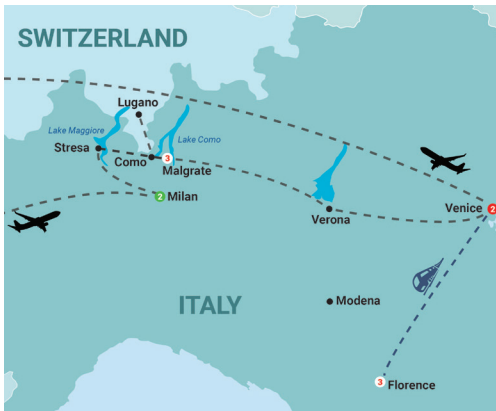 SWITZERLAND
Lugano
Lake Maggiore
Lake Como
Stresa
Como
3
Malgrate
2 Milan
Verona
Venice 2
Modena
ITALY
3 Florence